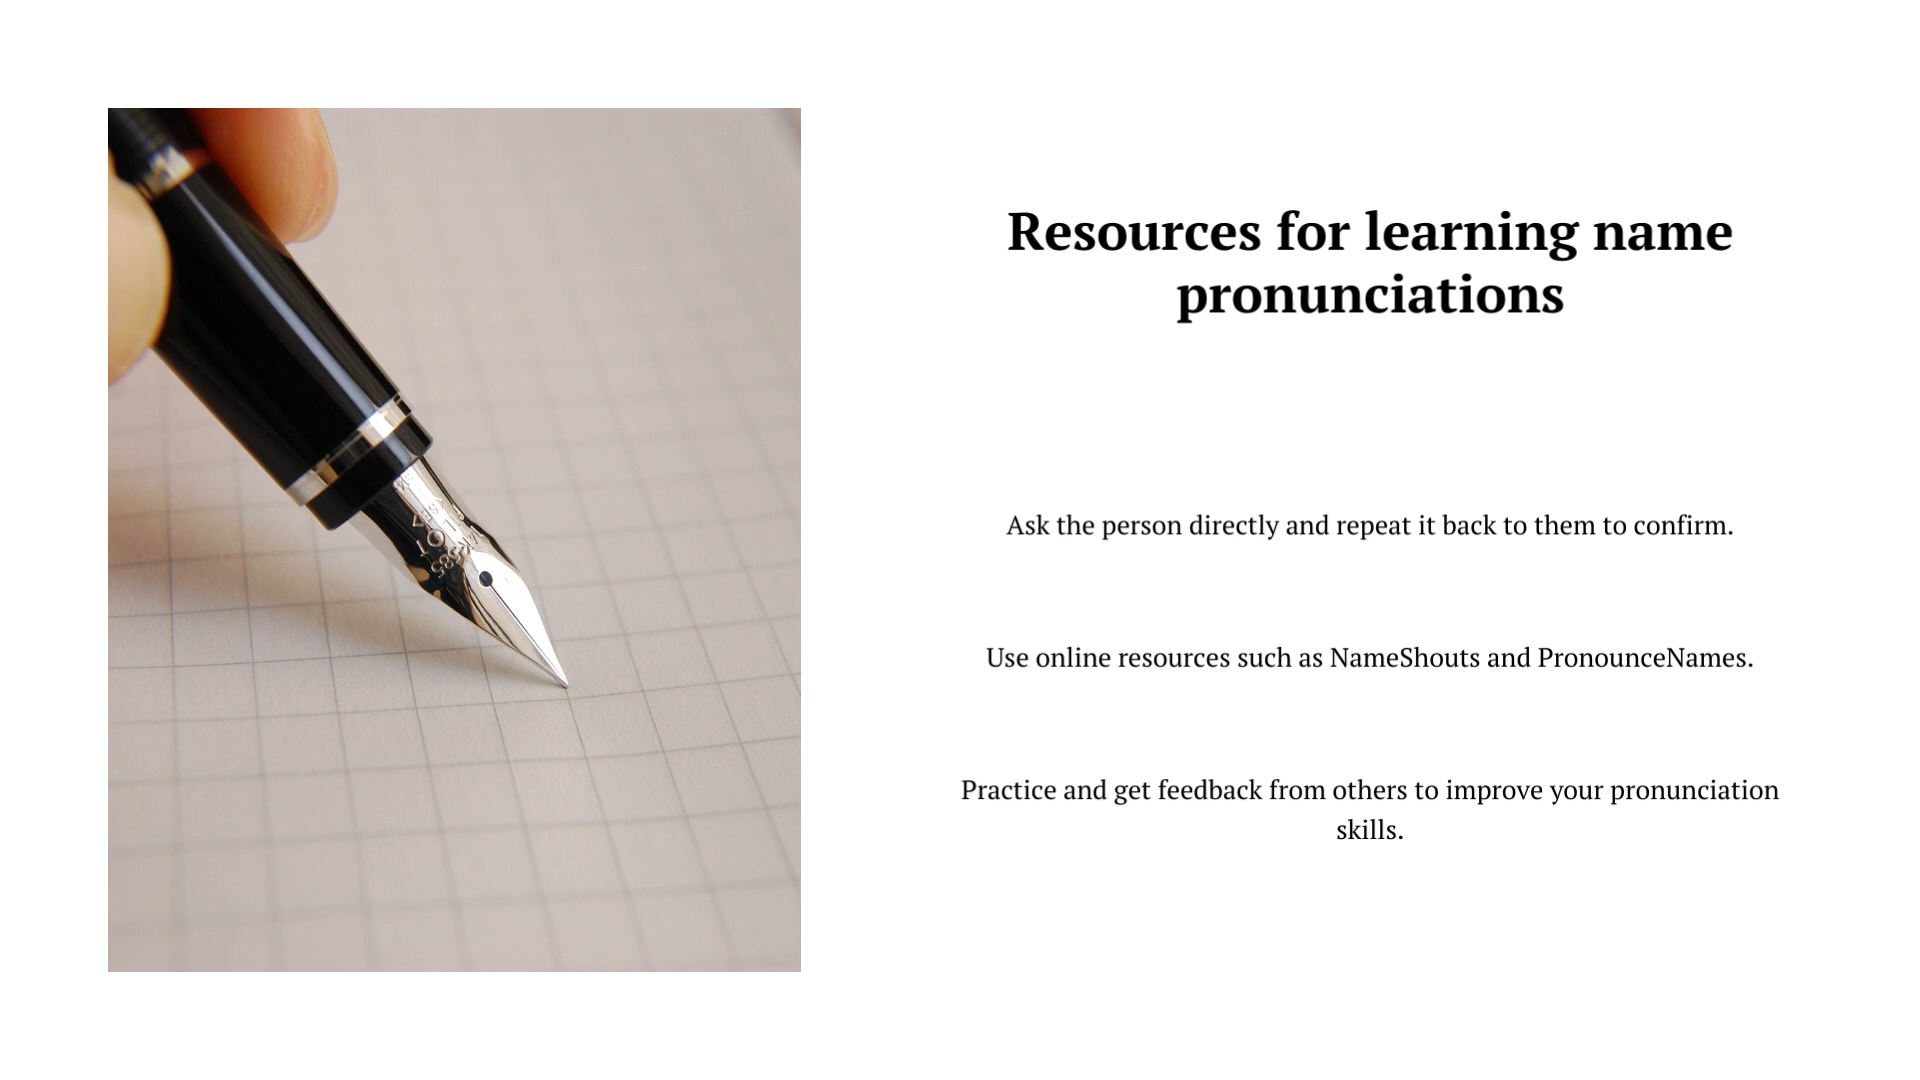 Resources for learning name
pronunciations
Ask the person directly and repeat it back to them to confirm.
Use online resources such as NameShouts and PronounceNames.
Practice and get feedback from others to improve your pronunciation
skills.